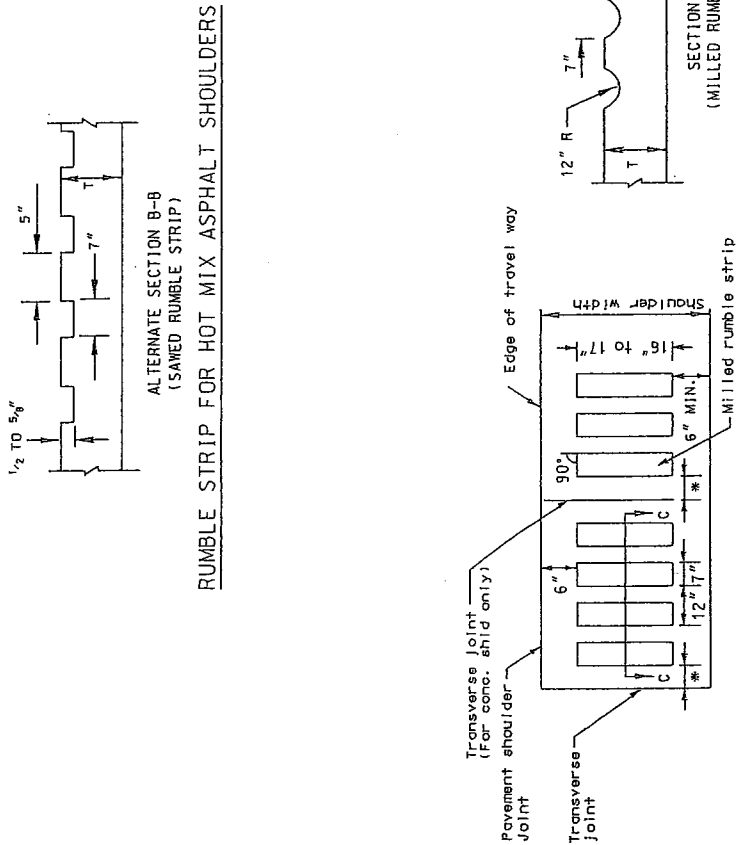 1/2 TO 5/8"
5"
7"
T
ALTERNATE SECTION B-B
(SAWED RUMBLE STRIP)
RUMBLE STRIP FOR HOT MIX ASPHALT SHOULDERS
12" R
7"
T
SECTION
(MILLED RUMB
Edge of travel way
Transverse joint
(For conc. shld only)
Pavement shoulder
Joint
Transverse
joint
6"
90°
Shoulder width
16" to 17"
6" MIN.
C
C
*
12"
7"
*
Milled rumble strip